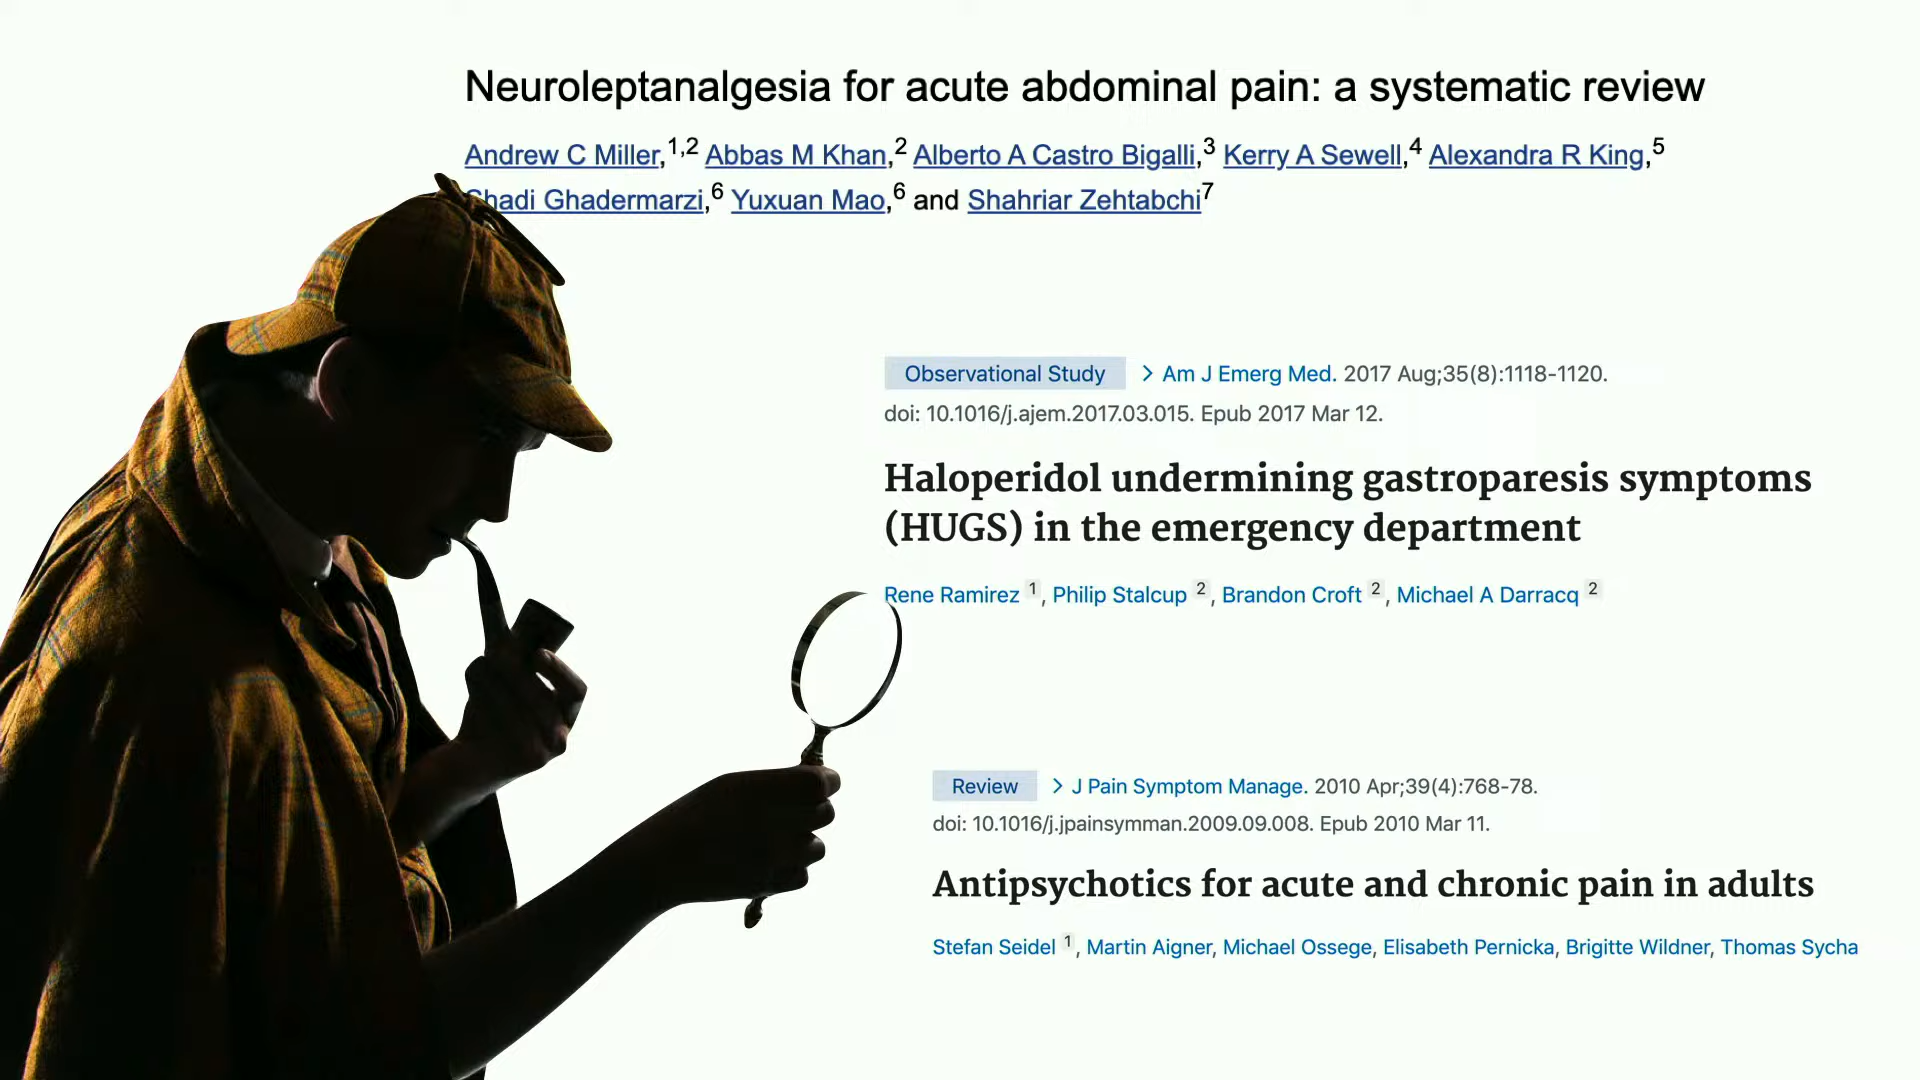 Neuroleptanalgesia for acute abdominal pain: a systematic review
Andrew C Miller,1,2 Abbas M Khan,2 Alberto A Castro Bigalli,3 Kerry A Sewell,4 Alexandra R King,5
Shadi Ghadermarzi,6 Yuxuan Mao,6 and Shahriar Zehtabchi7
Observational Study > Am J Emerg Med. 2017 Aug;35(8):1118-1120.
doi: 10.1016/j.ajem.2017.03.015. Epub 2017 Mar 12.
Haloperidol undermining gastroparesis symptoms
(HUGS) in the emergency department
Rene Ramirez 1, Philip Stalcup 2, Brandon Croft 2, Michael A Darracq 2
Review > J Pain Symptom Manage. 2010 Apr;39(4):768-78.
doi: 10.1016/j.jpainsymman.2009.09.008. Epub 2010 Mar 11.
Antipsychotics for acute and chronic pain in adults
Stefan Seidel 1, Martin Aigner, Michael Ossege, Elisabeth Pernicka, Brigitte Wildner, Thomas Sycha